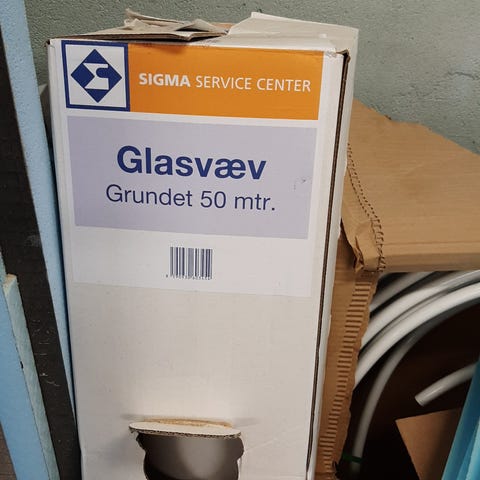 SIGMA SERVICE CENTER
Glasvæv
Grundet 50 mtr.